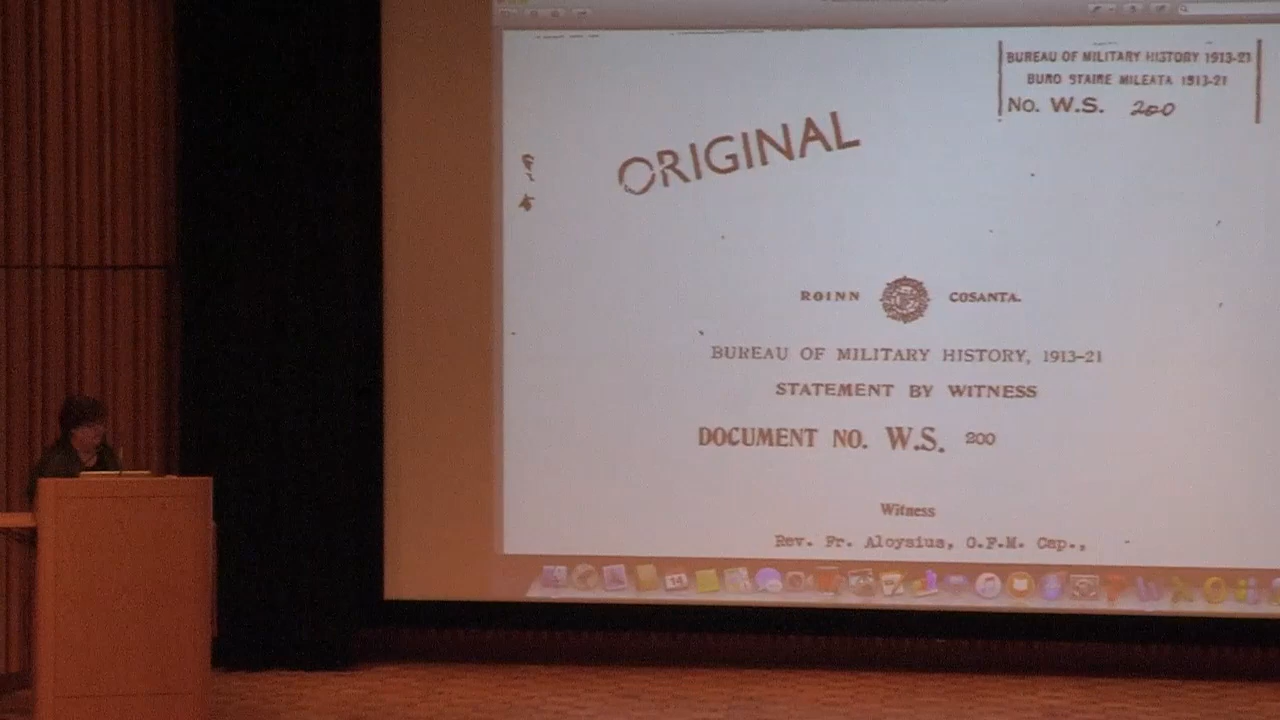 BUREAU OF MILITARY HISTORY 1913-21
BURO STAIRE MILEATA 1913-21
No. W.S. 200
ORIGINAL
ROINN COSANTA.
BUREAU OF MILITARY HISTORY, 1913-21
STATEMENT BY WITNESS
DOCUMENT NO. W.S. 200
Witness
Rev. Fr. Aloysius, O.F.M. Cap.,
14